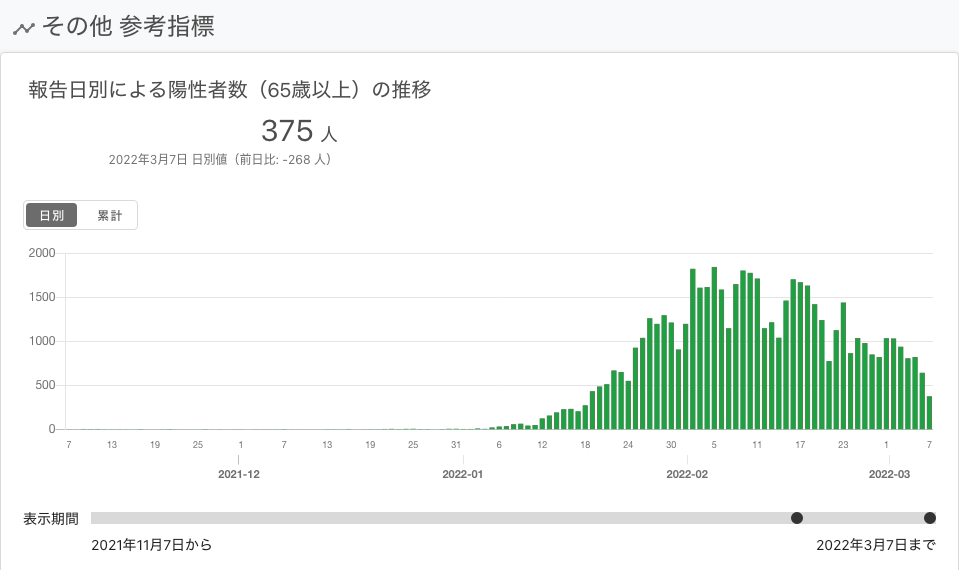 その他 参考指標
報告日別による陽性者数（65歳以上）の推移
375 人
2022年3月7日 日別値（前日比: -268 人）
日別 累計
2000
1500
1000
500
0
7 13 19 25 1 7 13 19 25 31 6 12 18 24 30 5 11 17 23 1 7
2021-12 2022-01 2022-02 2022-03
表示期間
2021年11月7日から 2022年3月7日まで